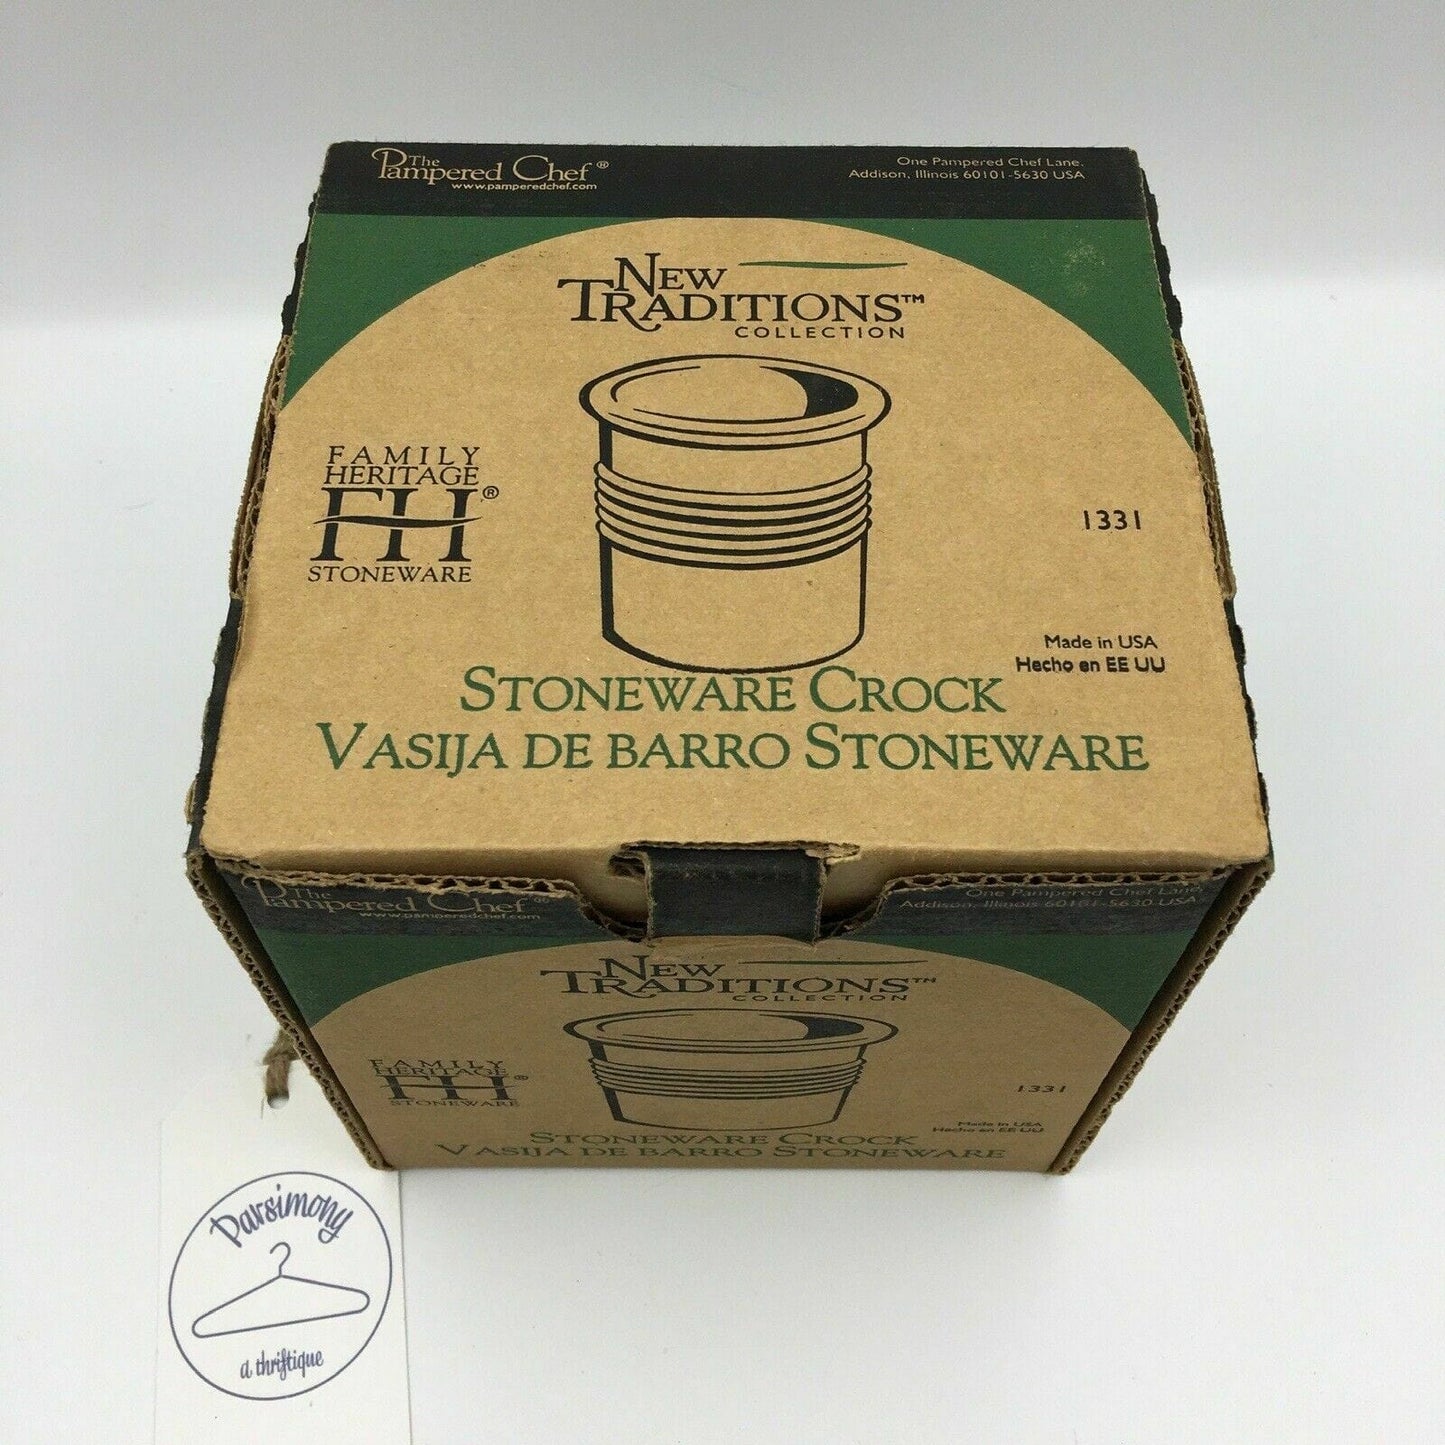 The
Pampered Chef®
www.pamperedchef.com
One Pampered Chef Lane,
Addison, Illinois 60101-5630 USA
NEW
TRADITIONS™
COLLECTION
FAMILY
HERITAGE
FH®
STONEWARE
1331
Made in USA
Hecho en EE UU
STONEWARE CROCK
VASIJA DE BARRO STONEWARE
The
Pampered Chef®
www.pamperedchef.com
One Pampered Chef Lane,
Addison, Illinois 60101-5630 USA
NEW
TRADITIONS™
COLLECTION
FAMILY
HERITAGE
FH®
STONEWARE
1331
Made in USA
Hecho en EE UU
STONEWARE CROCK
VASIJA DE BARRO STONEWARE
Parsimony
a thriftique